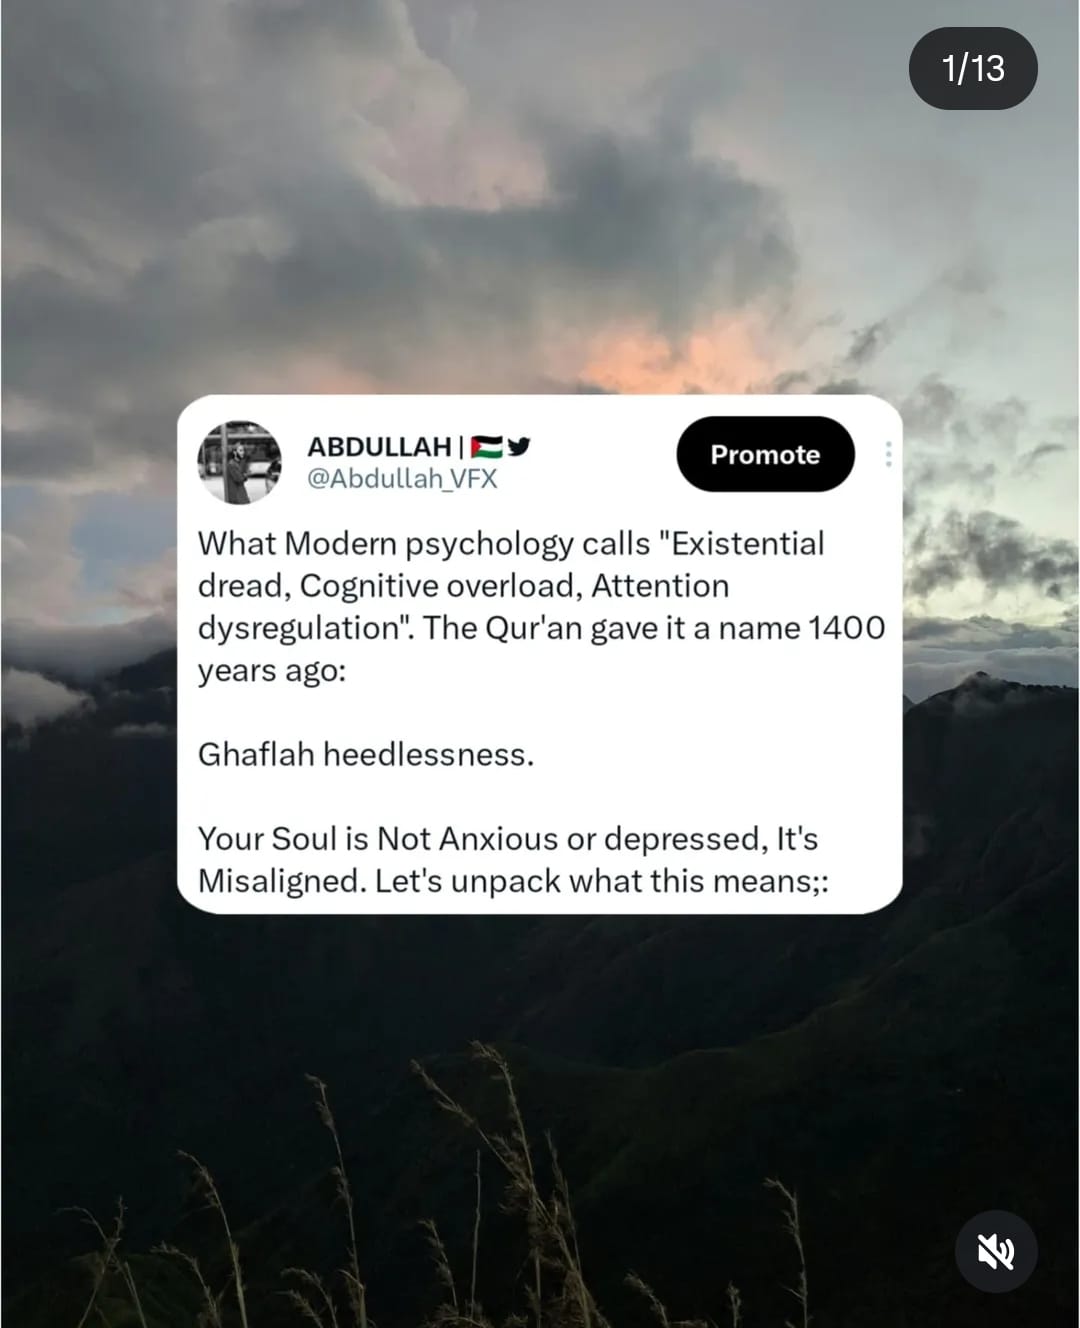 1/13
ABDULLAH | 🇵🇸
@Abdullah_VFX
Promote
What Modern psychology calls "Existential
dread, Cognitive overload, Attention
dysregulation". The Qur'an gave it a name 1400
years ago:
Ghaflah heedlessness.
Your Soul is Not Anxious or depressed, It's
Misaligned. Let's unpack what this means;: